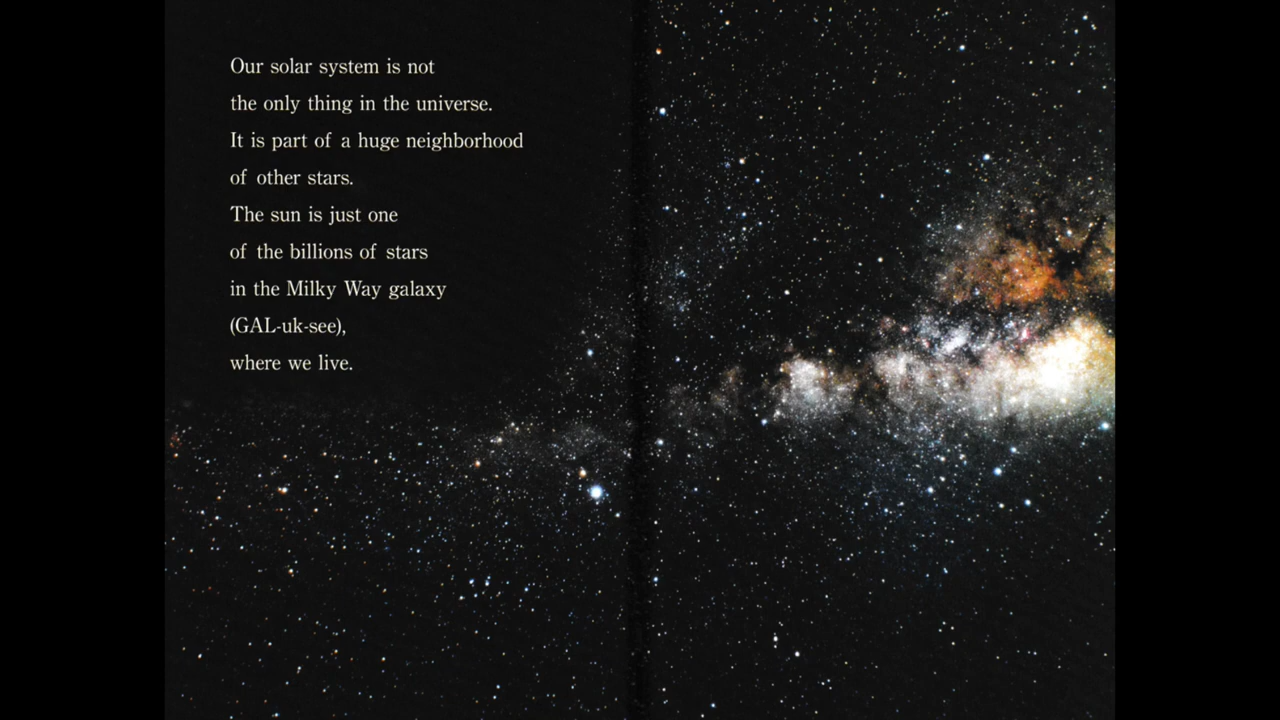 Our solar system is not
the only thing in the universe.
It is part of a huge neighborhood
of other stars.
The sun is just one
of the billions of stars
in the Milky Way galaxy
(GAL-uk-see),
where we live.